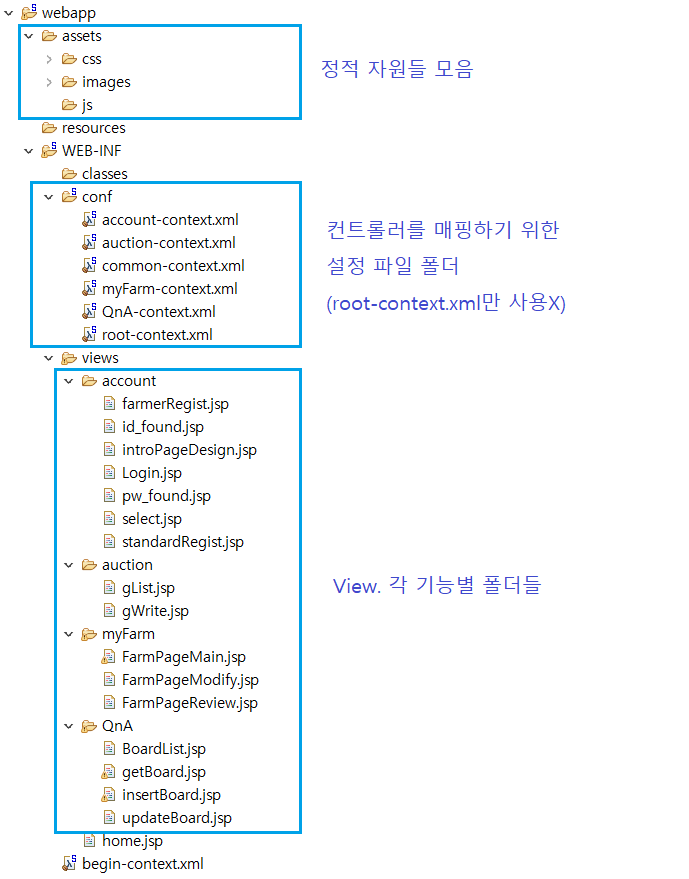 webapp
assets
css
images
js
정적 자원들 모음
resources
WEB-INF
classes
conf
account-context.xml
auction-context.xml
common-context.xml
myFarm-context.xml
QnA-context.xml
root-context.xml
컨트롤러를 매핑하기 위한
설정 파일 폴더
(root-context.xml만 사용X)
views
account
farmerRegist.jsp
id_found.jsp
introPageDesign.jsp
Login.jsp
pw_found.jsp
select.jsp
standardRegist.jsp
auction
gList.jsp
gWrite.jsp
View. 각 기능별 폴더들
myFarm
FarmPageMain.jsp
FarmPageModify.jsp
FarmPageReview.jsp
QnA
BoardList.jsp
getBoard.jsp
insertBoard.jsp
updateBoard.jsp
home.jsp
begin-context.xml